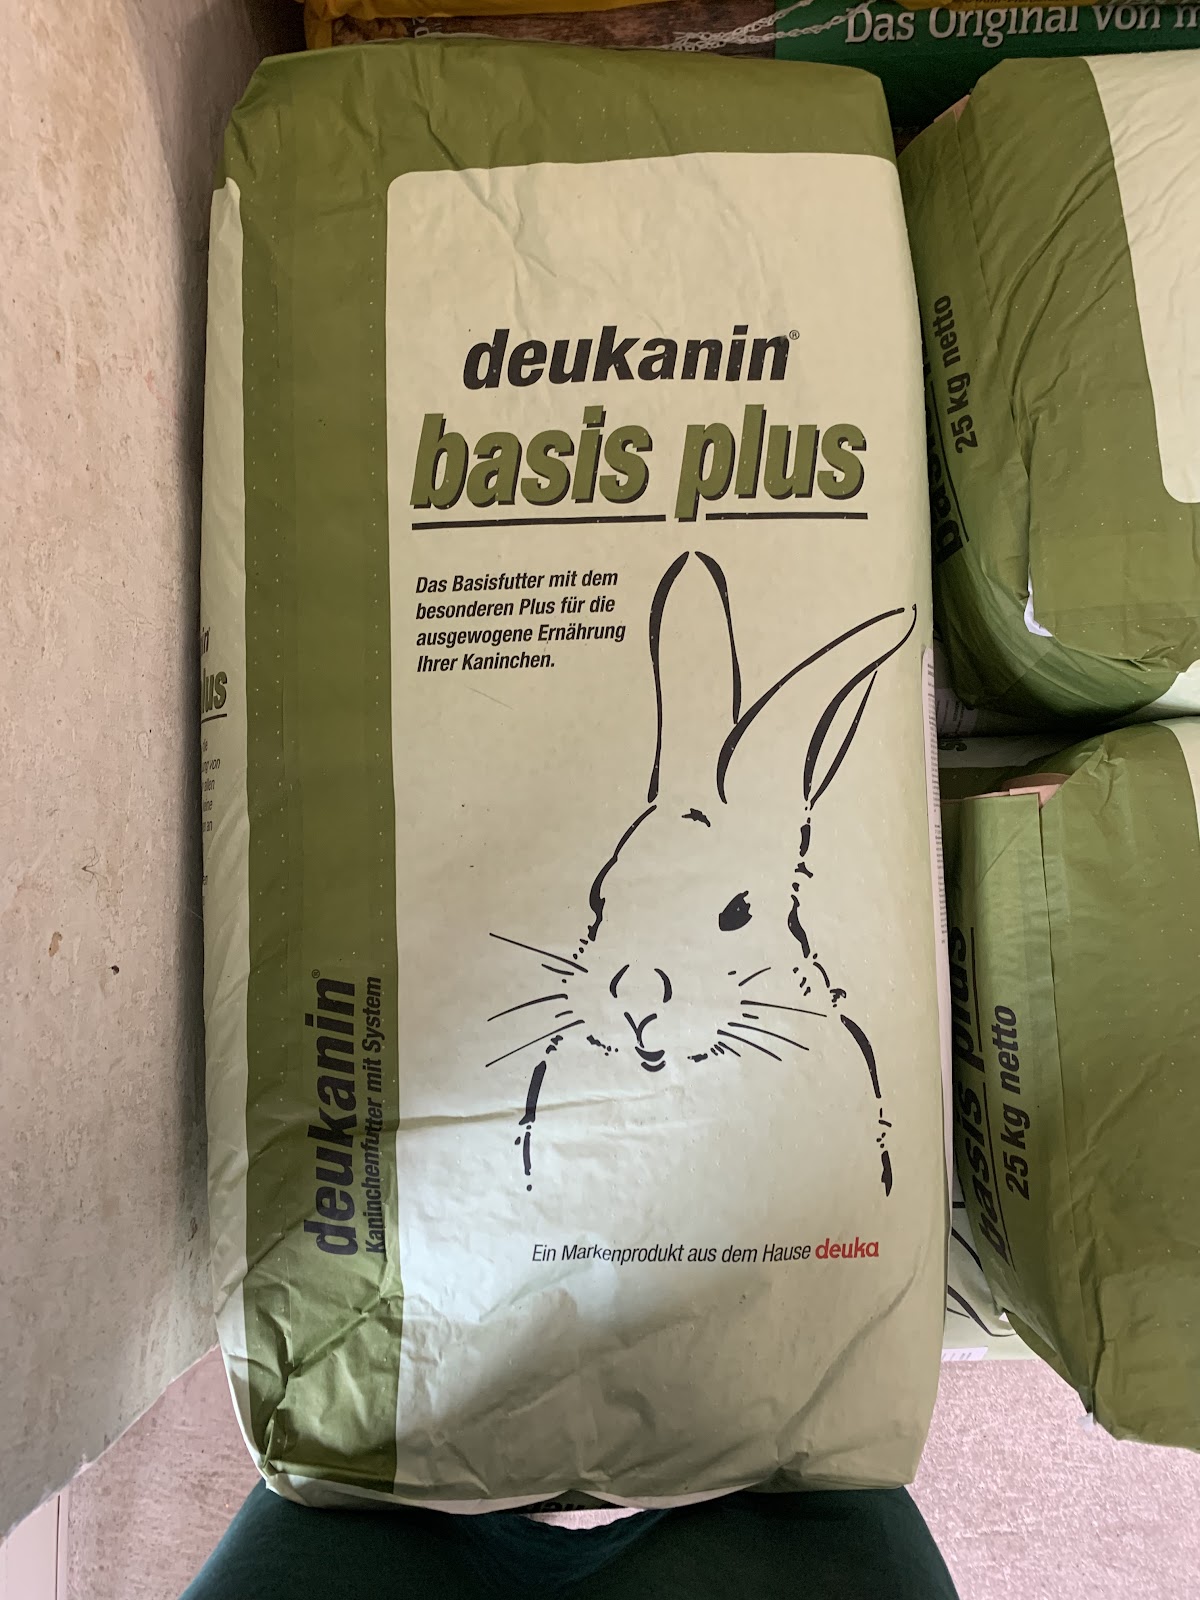 Das Original von
deukanin®
basis plus
Das Basisfutter mit dem
besonderen Plus für die
ausgewogene Ernährung
Ihrer Kaninchen.
deukanin®
Kaninchenfutter mit System
Ein Markenprodukt aus dem Hause deuka
25 kg netto
basis plus
25 kg netto